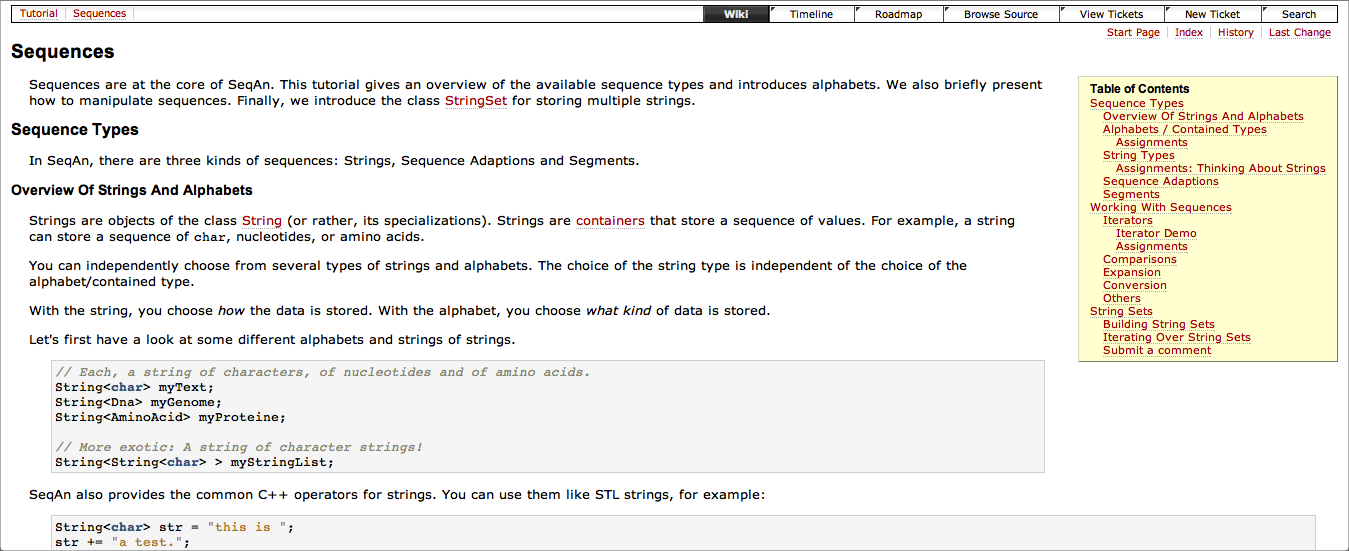 Tutorial Sequences Wiki Timeline Roadmap Browse Source View Tickets New Ticket Search
Start Page Index History Last Change
Sequences
Sequences are at the core of SeqAn. This tutorial gives an overview of the available sequence types and introduces alphabets. We also briefly present
how to manipulate sequences. Finally, we introduce the class StringSet for storing multiple strings.
Sequence Types
In SeqAn, there are three kinds of sequences: Strings, Sequence Adaptions and Segments.
Overview Of Strings And Alphabets
Strings are objects of the class String (or rather, its specializations). Strings are containers that store a sequence of values. For example, a string
can store a sequence of char, nucleotides, or amino acids.
You can independently choose from several types of strings and alphabets. The choice of the string type is independent of the choice of the
alphabet/contained type.
With the string, you choose how the data is stored. With the alphabet, you choose what kind of data is stored.
Let's first have a look at some different alphabets and strings of strings.
// Each, a string of characters, of nucleotides and of amino acids.
String<char> myText;
String<Dna> myGenome;
String<AminoAcid> myProteine;
// More exotic: A string of character strings!
String<String<char> > myStringList;
SeqAn also provides the common C++ operators for strings. You can use them like STL strings, for example:
String<char> str = "this is ";
str += "a test.";
Table of Contents
Sequence Types
Overview Of Strings And Alphabets
Alphabets / Contained Types
Assignments
String Types
Assignments: Thinking About Strings
Sequence Adaptions
Segments
Working With Sequences
Iterators
Iterator Demo
Assignments
Comparisons
Expansion
Conversion
Others
String Sets
Building String Sets
Iterating Over String Sets
Submit a comment